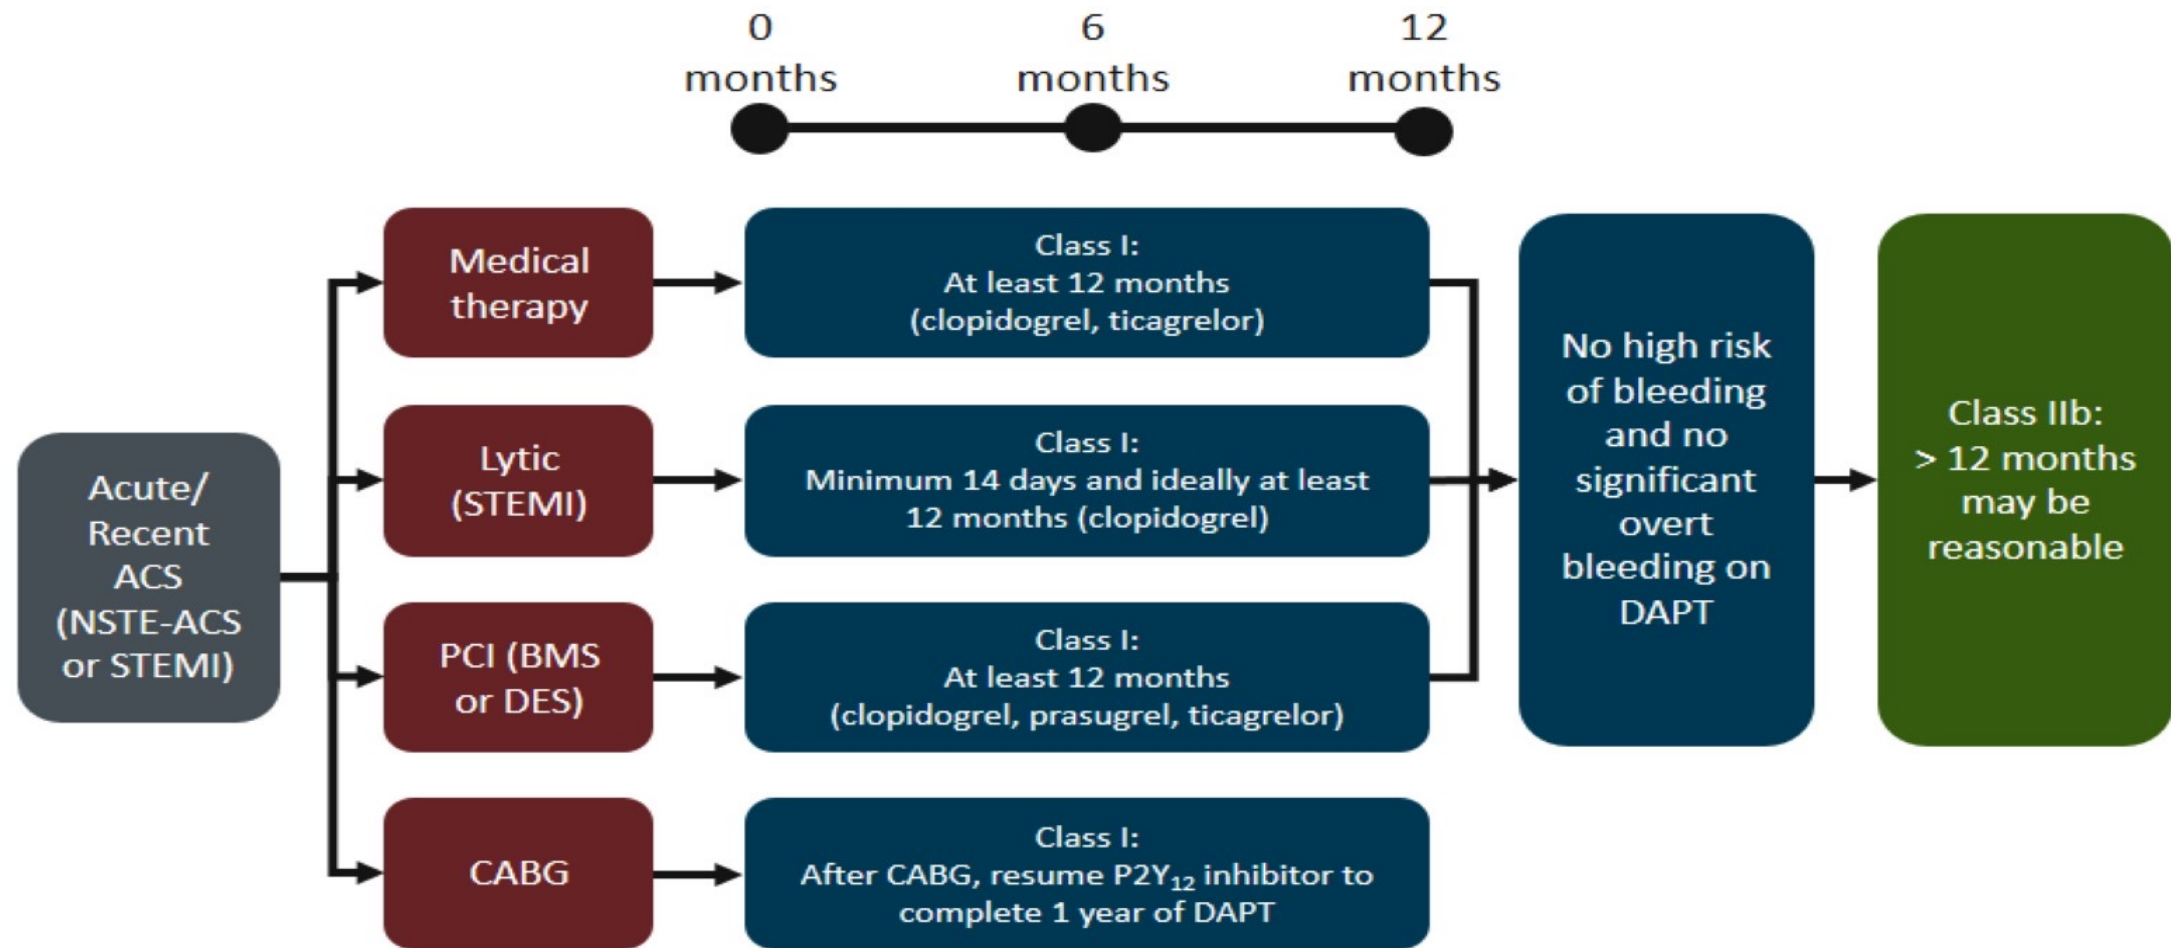 0
months
6
months
12
months
Acute/
Recent
ACS
(NSTE-ACS
or STEMI)
Medical
therapy
Class I:
At least 12 months
(clopidogrel, ticagrelor)
Lytic
(STEMI)
Class I:
Minimum 14 days and ideally at least
12 months (clopidogrel)
PCI (BMS
or DES)
Class I:
At least 12 months
(clopidogrel, prasugrel, ticagrelor)
CABG
Class I:
After CABG, resume P2Y₁₂ inhibitor to
complete 1 year of DAPT
No high risk
of bleeding
and no
significant
overt
bleeding on
DAPT
Class IIb:
> 12 months
may be
reasonable